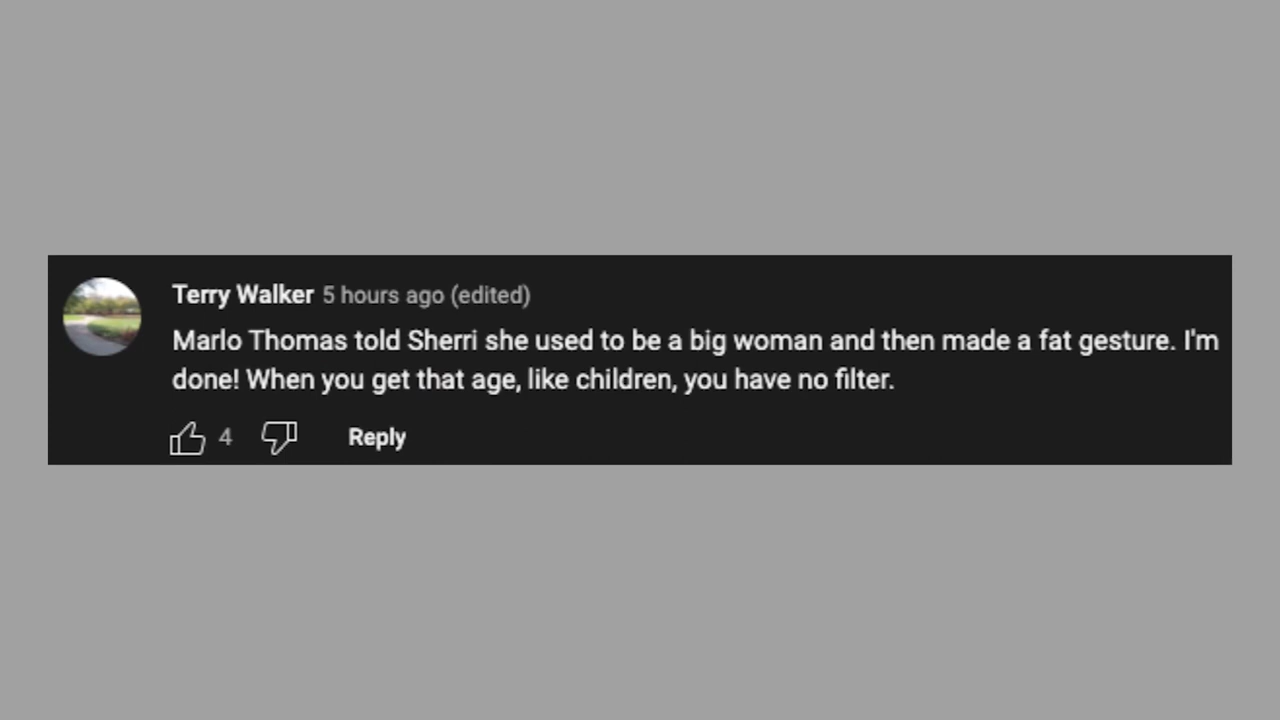 Terry Walker 5 hours ago (edited)
Marlo Thomas told Sherri she used to be a big woman and then made a fat gesture. I'm
done! When you get that age, like children, you have no filter.
4 Reply